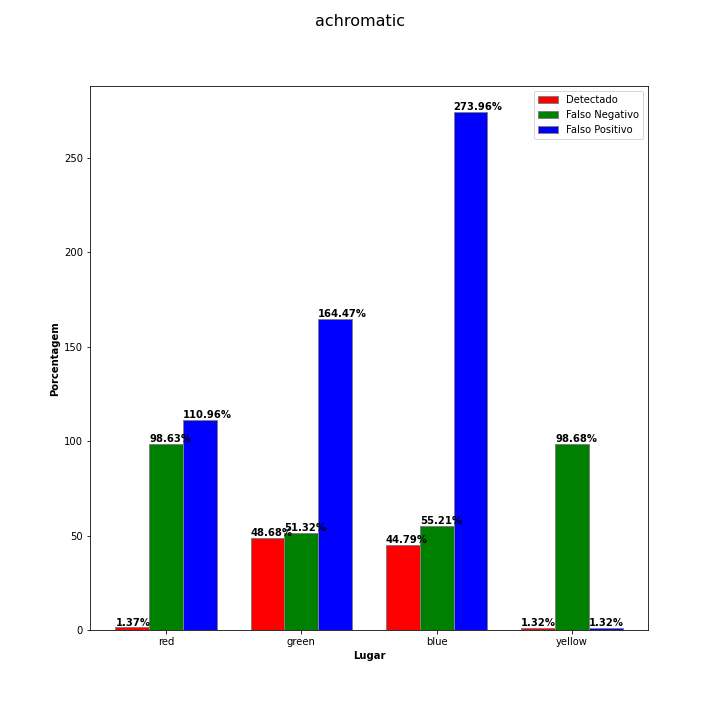 achromatic
Detectado
Falso Negativo
Falso Positivo
Porcentagem
250
200
150
100
50
0
1.37%
98.63%
110.96%
48.68%
51.32%
164.47%
44.79%
55.21%
273.96%
1.32%
98.68%
1.32%
red green blue yellow
Lugar